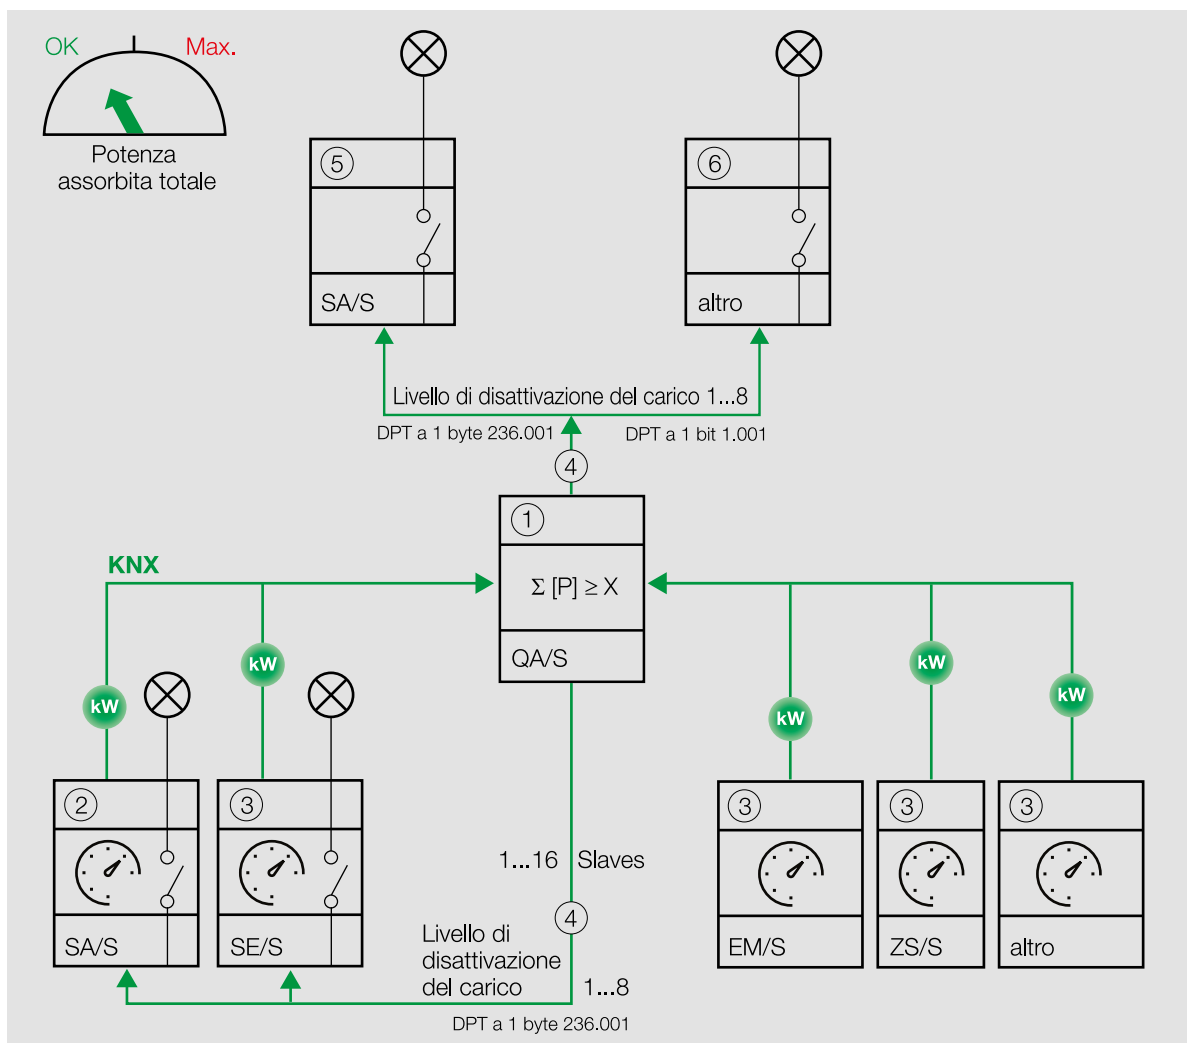 OK
Max.
Potenza
assorbita totale
5
SA/S
6
altro
Livello di disattivazione del carico 1...8
DPT a 1 byte 236.001
DPT a 1 bit 1.001
4
1
Σ [P] ≥ X
QA/S
KNX
kW
kW
kW
kW
kW
2
SA/S
3
SE/S
1...16 Slaves
4
Livello di
disattivazione
del carico
1...8
DPT a 1 byte 236.001
3
EM/S
3
ZS/S
3
altro